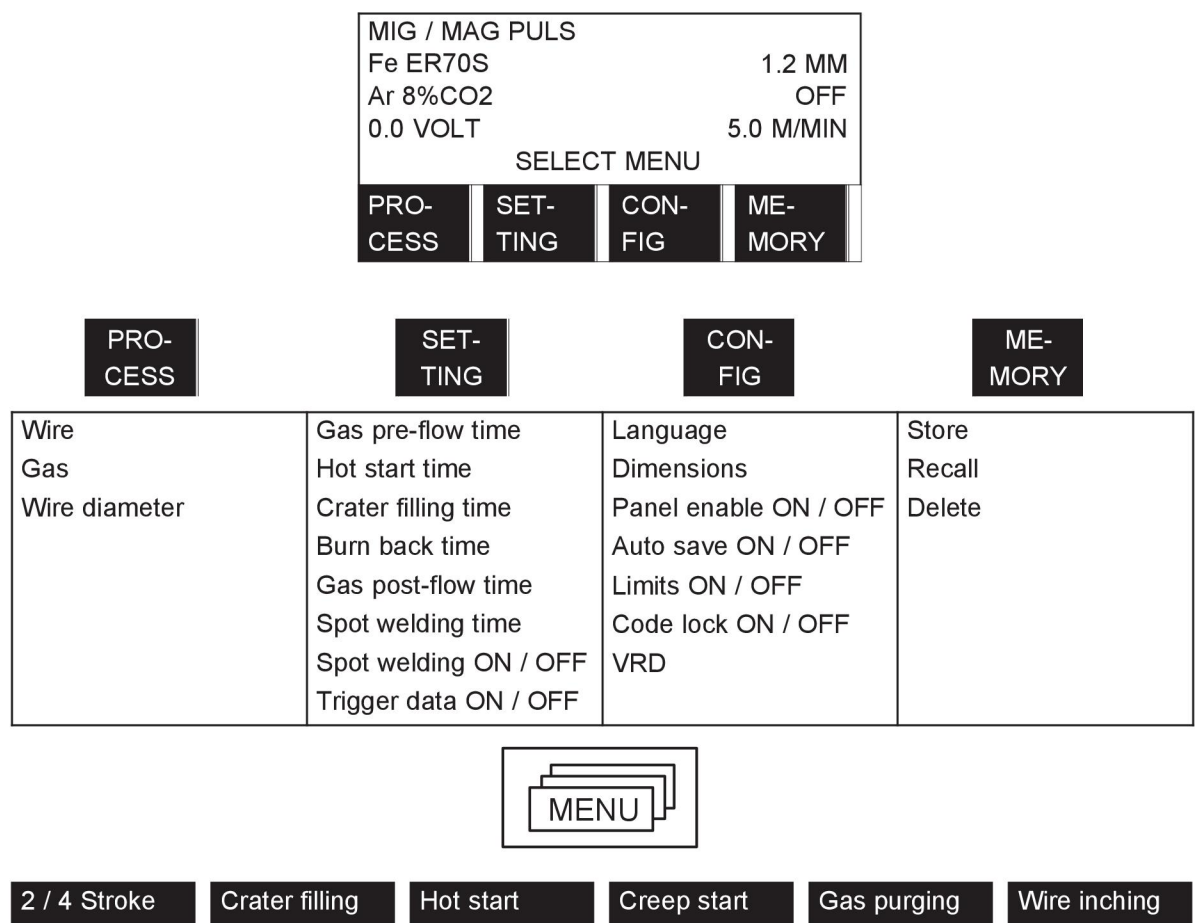 MIG / MAG PULS
Fe ER70S 1.2 MM
Ar 8%CO2 OFF
0.0 VOLT 5.0 M/MIN
SELECT MENU
PRO- SET- CON- ME-
CESS TING FIG MORY
PRO-
CESS
SET-
TING
CON-
FIG
ME-
MORY
Wire
Gas
Wire diameter
Gas pre-flow time
Hot start time
Crater filling time
Burn back time
Gas post-flow time
Spot welding time
Spot welding ON / OFF
Trigger data ON / OFF
Language
Dimensions
Panel enable ON / OFF
Auto save ON / OFF
Limits ON / OFF
Code lock ON / OFF
VRD
Store
Recall
Delete
MENU
2 / 4 Stroke Crater filling Hot start Creep start Gas purging Wire inching